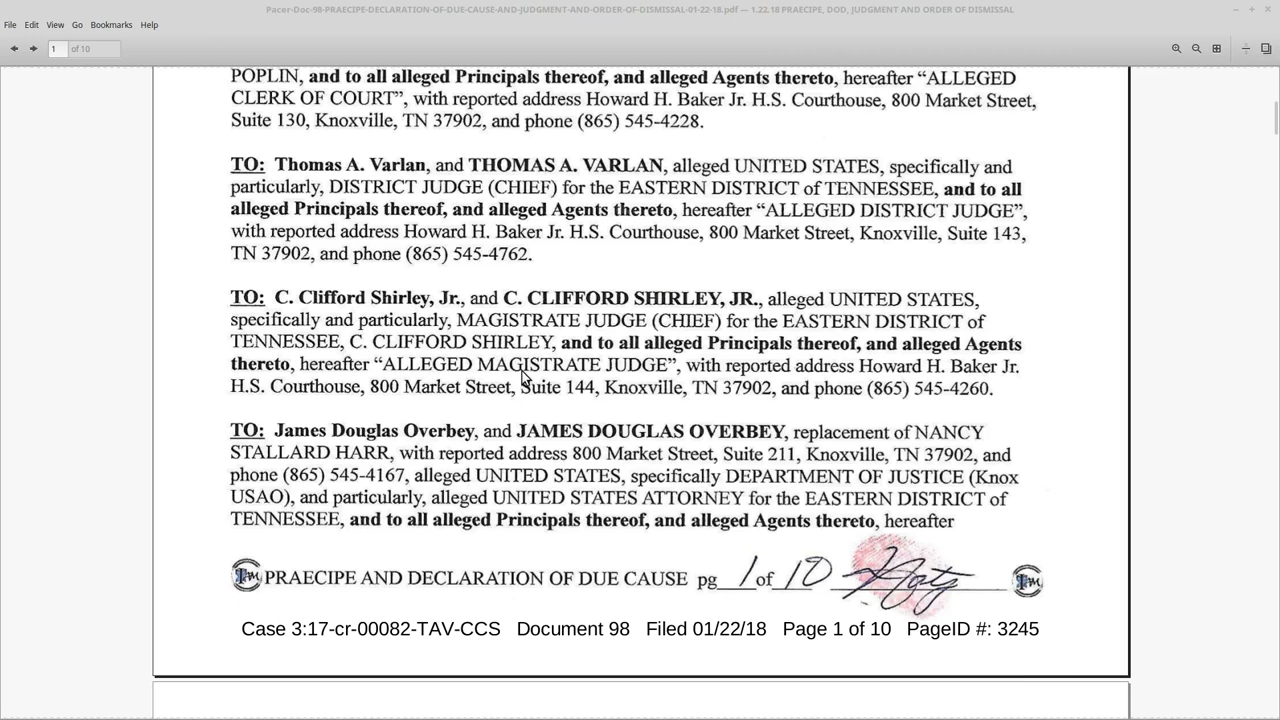 Pacer-Doc-98-PRAECIPE-DECLARATION-OF-DUE-CAUSE-AND-JUDGMENT-AND-ORDER-OF-DISMISSAL-01-22-18.pdf — 1.22.18 PRAECIPE, DOD, JUDGMENT AND ORDER OF DISMISSAL
File Edit View Go Bookmarks Help
1 of 10
POPLIN, and to all alleged Principals thereof, and alleged Agents thereto, hereafter “ALLEGED
CLERK OF COURT”, with reported address Howard H. Baker Jr. H.S. Courthouse, 800 Market Street,
Suite 130, Knoxville, TN 37902, and phone (865) 545-4228.
TO: Thomas A. Varlan, and THOMAS A. VARLAN, alleged UNITED STATES, specifically and
particularly, DISTRICT JUDGE (CHIEF) for the EASTERN DISTRICT of TENNESSEE, and to all
alleged Principals thereof, and alleged Agents thereto, hereafter “ALLEGED DISTRICT JUDGE”,
with reported address Howard H. Baker Jr. H.S. Courthouse, 800 Market Street, Knoxville, Suite 143,
TN 37902, and phone (865) 545-4762.
TO: C. Clifford Shirley, Jr., and C. CLIFFORD SHIRLEY, JR., alleged UNITED STATES,
specifically and particularly, MAGISTRATE JUDGE (CHIEF) for the EASTERN DISTRICT of
TENNESSEE, C. CLIFFORD SHIRLEY, and to all alleged Principals thereof, and alleged Agents
thereto, hereafter “ALLEGED MAGISTRATE JUDGE”, with reported address Howard H. Baker Jr.
H.S. Courthouse, 800 Market Street, Suite 144, Knoxville, TN 37902, and phone (865) 545-4260.
TO: James Douglas Overbey, and JAMES DOUGLAS OVERBEY, replacement of NANCY
STALLARD HARR, with reported address 800 Market Street, Suite 211, Knoxville, TN 37902, and
phone (865) 545-4167, alleged UNITED STATES, specifically DEPARTMENT OF JUSTICE (Knox
USAO), and particularly, alleged UNITED STATES ATTORNEY for the EASTERN DISTRICT of
TENNESSEE, and to all alleged Principals thereof, and alleged Agents thereto, hereafter
PRAECIPE AND DECLARATION OF DUE CAUSE pg 1 of 10
Case 3:17-cr-00082-TAV-CCS Document 98 Filed 01/22/18 Page 1 of 10 PageID #: 3245